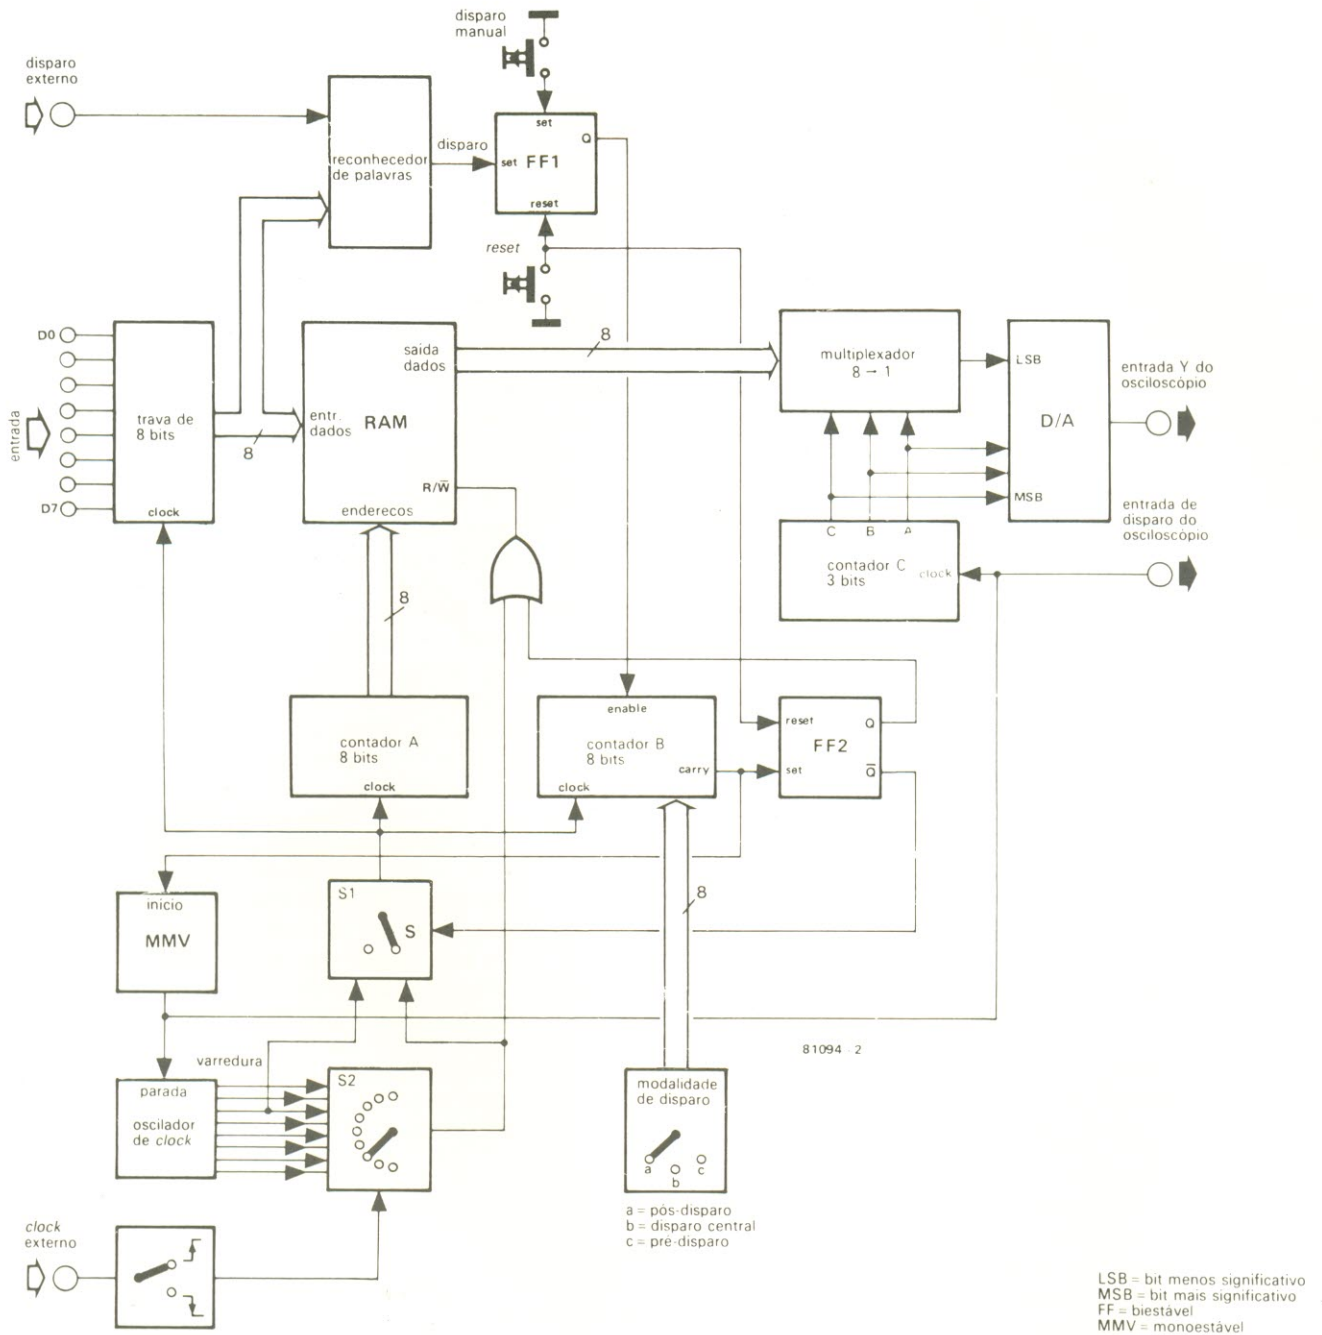 disparo
manual
disparo
externo
set
Q
disparo
set FF1
reconhecedor
de palavras
reset
reset
D0
entrada
trava de
8 bits
D7
clock
8
saída
dados
entr.
dados
RAM
R/W̅
enderecos
8
8
multiplexador
8 → 1
LSB
D/A
MSB
entrada Y do
osciloscópio
entrada de
disparo do
osciloscópio
C B A
contador C
3 bits
clock
contador A
8 bits
clock
enable
contador B
8 bits
carry
clock
reset
Q
FF2
set
Q̅
início
MMV
S1
S
8
81094 - 2
varredura
parada
oscilador
de clock
S2
modalidade
de disparo
a
b
c
a = pós-disparo
b = disparo central
c = pré-disparo
clock
externo
LSB = bit menos significativo
MSB = bit mais significativo
FF = biestável
MMV = monoestável